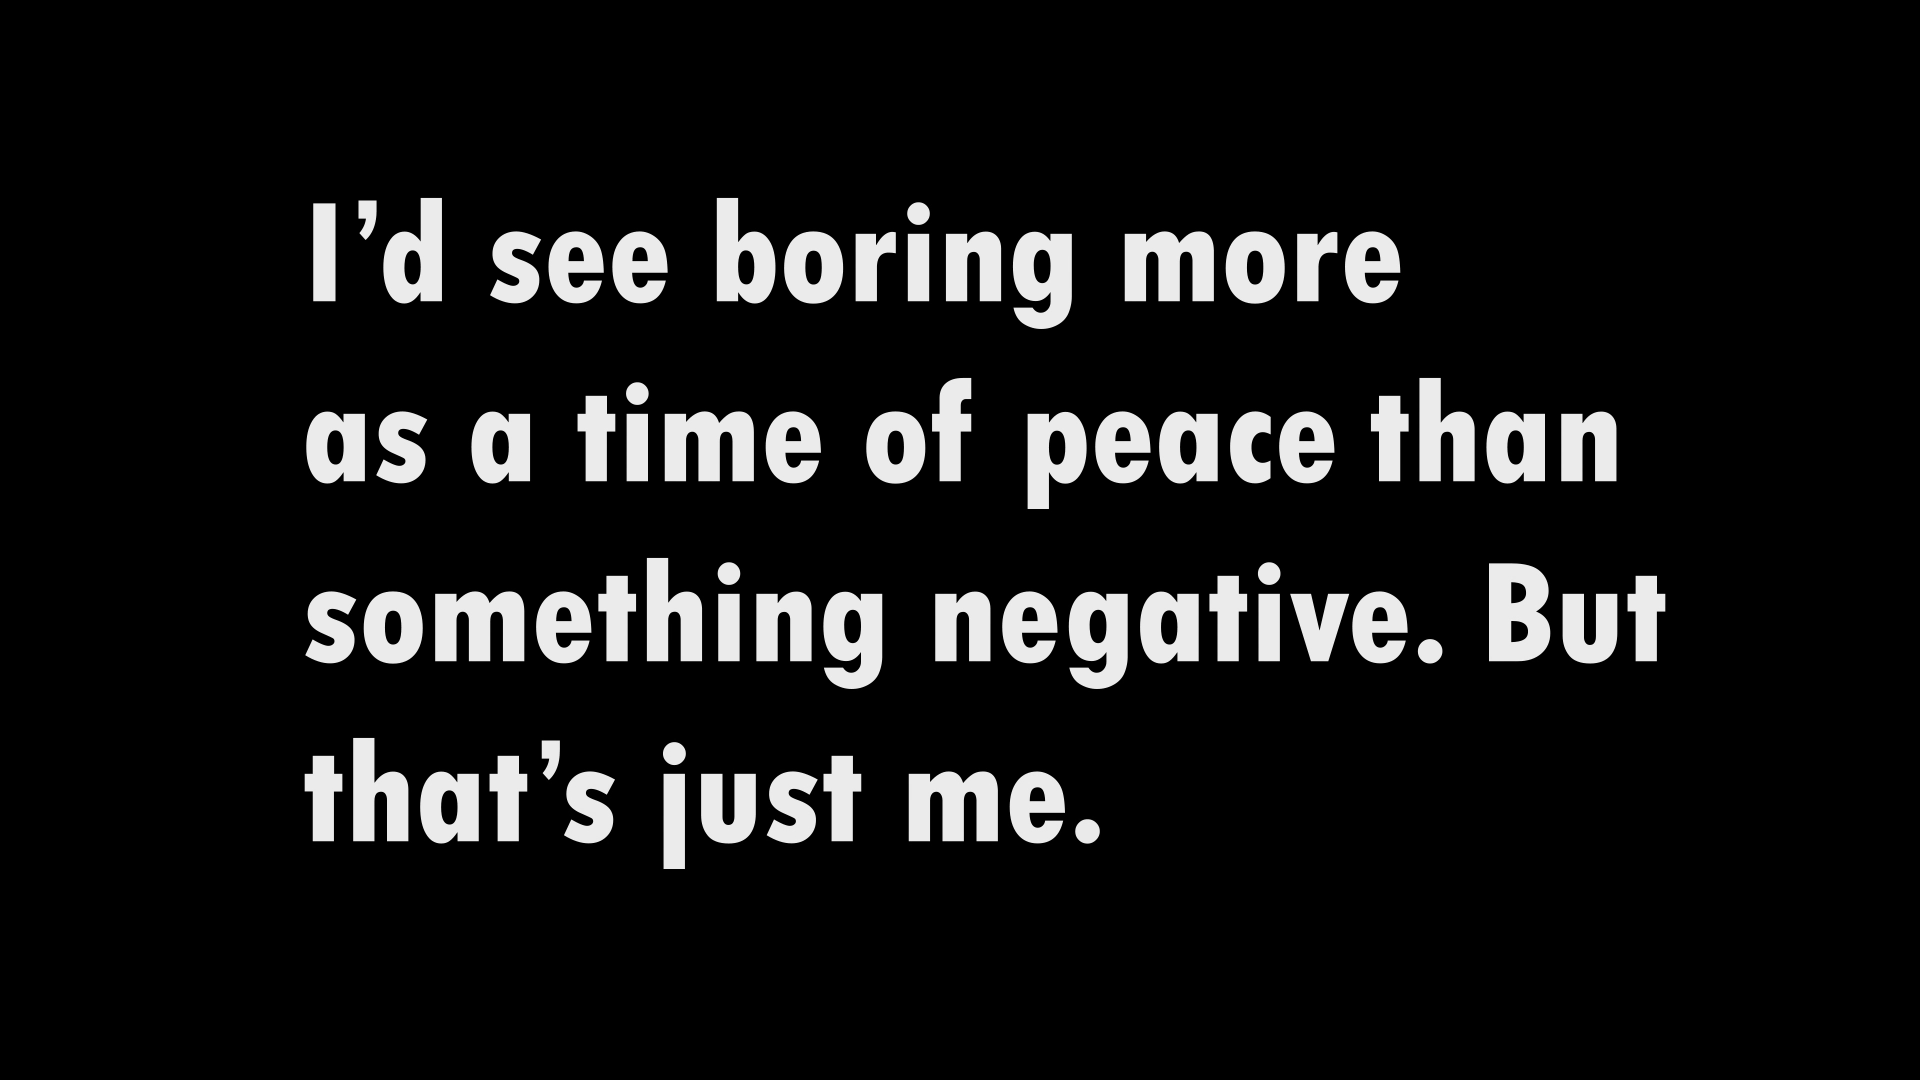 I’d see boring more
as a time of peace than
something negative. But
that’s just me.